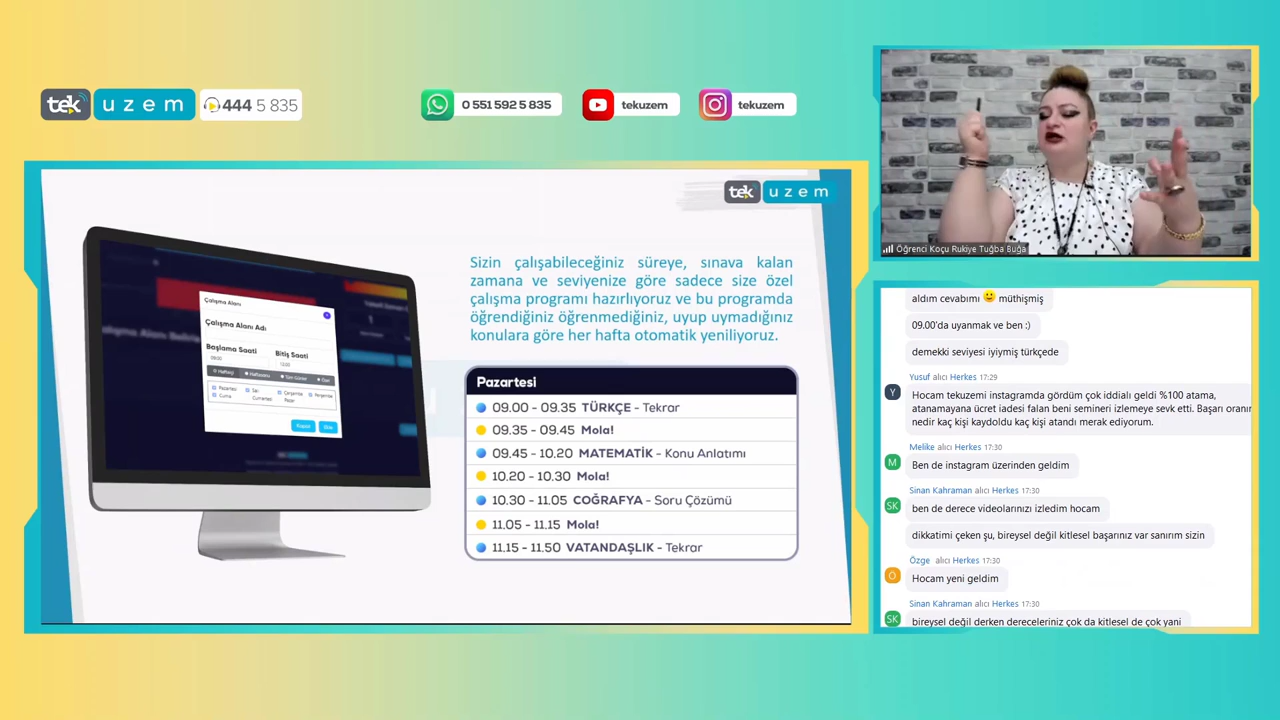 tek uzem 444 5 835
0 551 592 5 835
tekuzem
tekuzem
tek uzem
Sizin çalışabileceğiniz süreye, sınava kalan
zamana ve seviyenize göre sadece size özel
çalışma programı hazırlıyoruz ve bu programda
öğrendiğiniz öğrenmediğiniz, uyup uymadığınız
konulara göre her hafta otomatik yeniliyoruz.
Çalışma Alanı
Çalışma Alanı Adı
Başlama Saati
Bitiş Saati
Pazartesi
09.00 - 09.35 TÜRKÇE - Tekrar
09.35 - 09.45 Mola!
09.45 - 10.20 MATEMATİK - Konu Anlatımı
10.20 - 10.30 Mola!
10.30 - 11.05 COĞRAFYA - Soru Çözümü
11.05 - 11.15 Mola!
11.15 - 11.50 VATANDAŞLIK - Tekrar
Öğrenci Koçu Rukiye Tuğba Buğa
aldım cevabımı 🙂 müthişmiş
09.00'da uyanmak ve ben :)
demekki seviyesi iyiymiş türkçede
Yusuf alıcı Herkes 17:29
Y
Hocam tekuzemi instagramda gördüm çok iddialı geldi %100 atama,
atanamayana ücret iadesi falan beni semineri izlemeye sevk etti. Başarı oranır
nedir kaç kişi kaydoldu kaç kişi atandı merak ediyorum.
Melike alıcı Herkes 17:30
M
Ben de instagram üzerinden geldim
Sinan Kahraman alıcı Herkes 17:30
SK
ben de derece videolarınızı izledim hocam
dikkatimi çeken şu, bireysel değil kitlesel başarınız var sanırım sizin
Özge alıcı Herkes 17:30
Ö
Hocam yeni geldim
Sinan Kahraman alıcı Herkes 17:30
SK
bireysel değil derken dereceleriniz çok da kitlesel de çok yani